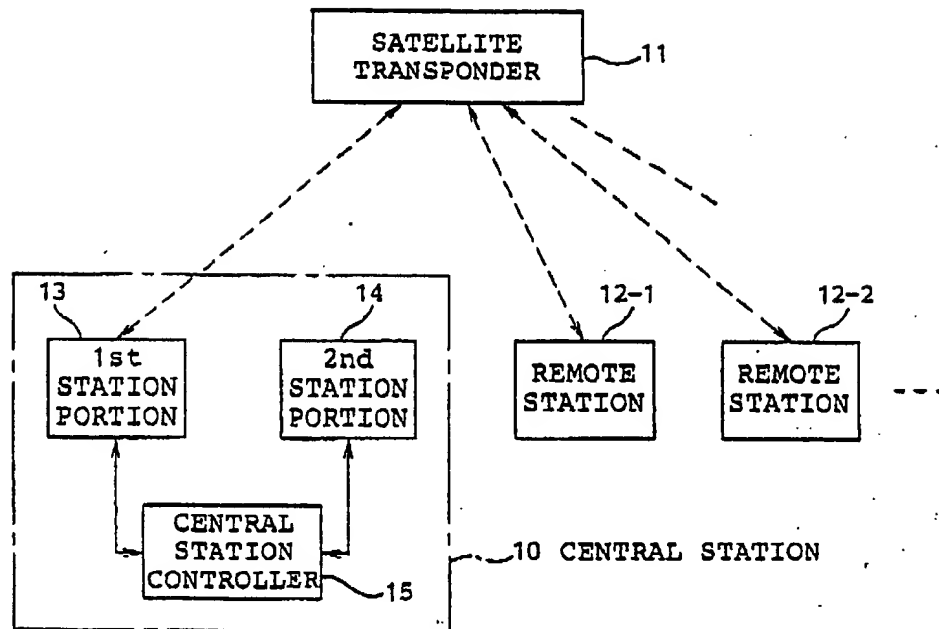 SATELLITE
TRANSPONDER
11
13
14
12-1
12-2
1st
STATION
PORTION
2nd
STATION
PORTION
REMOTE
STATION
REMOTE
STATION
CENTRAL
STATION
CONTROLLER
15
10 CENTRAL STATION